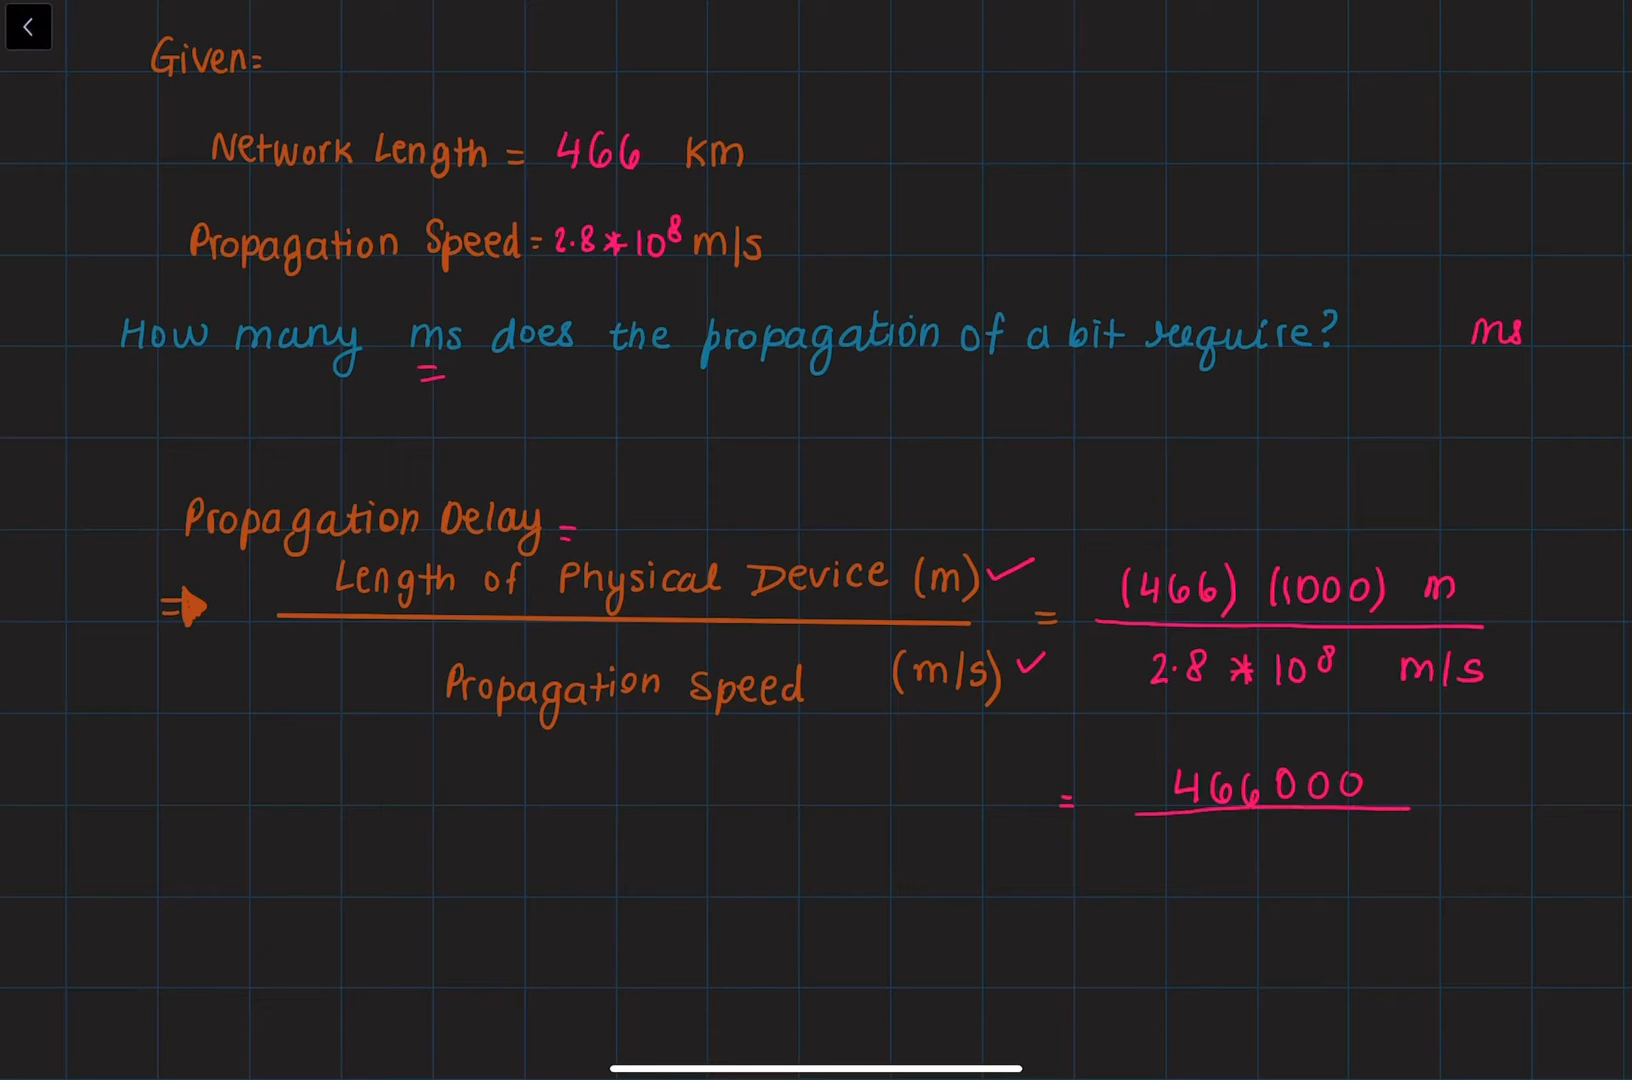 Given=
Network Length = 466 Km
Propagation Speed = 2.8 * 10^8 m/s
How many ms does the propagation of a bit require? ms
=
Propagation Delay =
⇒ Length of Physical Device (m) ✓ = (466) (1000) m
Propagation Speed (m/s) ✓ 2.8 * 10^8 m/s
= 466000